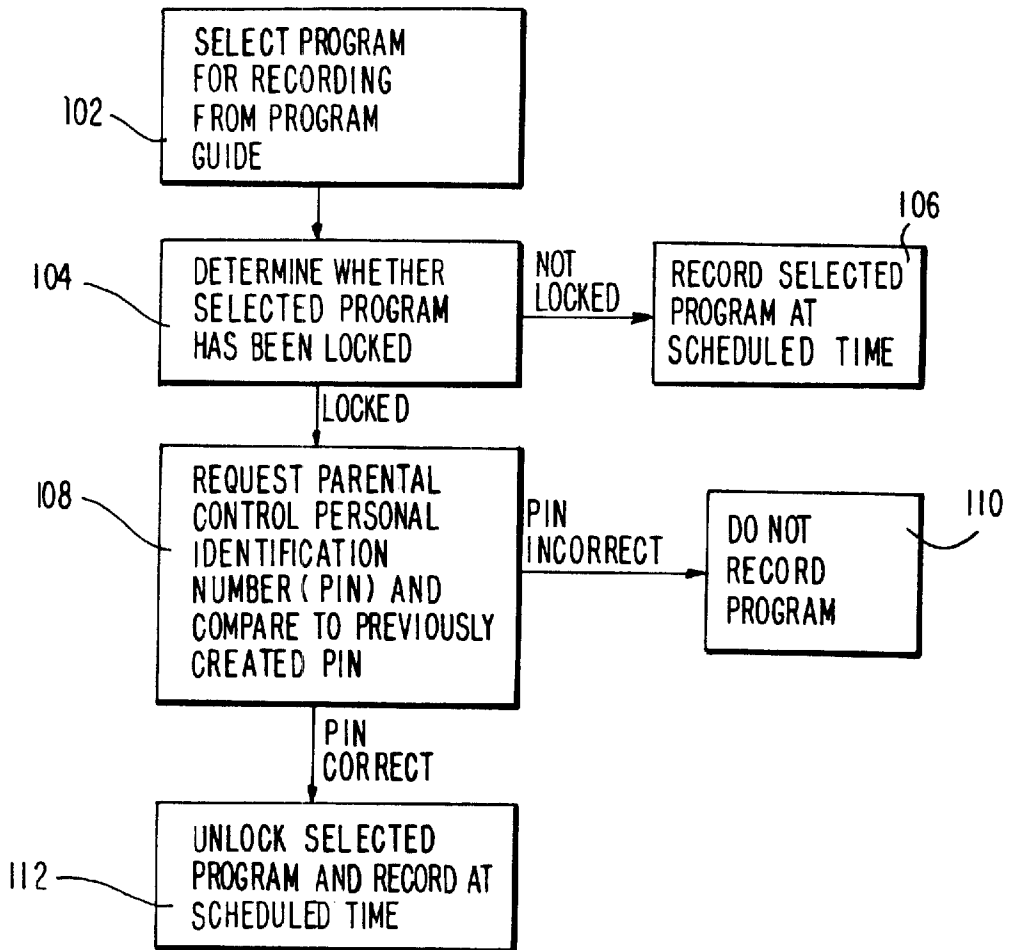 SELECT PROGRAM
FOR RECORDING
FROM PROGRAM
GUIDE
102
104
DETERMINE WHETHER
SELECTED PROGRAM
HAS BEEN LOCKED
NOT
LOCKED
106
RECORD SELECTED
PROGRAM AT
SCHEDULED TIME
LOCKED
108
REQUEST PARENTAL
CONTROL PERSONAL
IDENTIFICATION
NUMBER (PIN) AND
COMPARE TO PREVIOUSLY
CREATED PIN
PIN
INCORRECT
110
DO NOT
RECORD
PROGRAM
PIN
CORRECT
112
UNLOCK SELECTED
PROGRAM AND RECORD AT
SCHEDULED TIME